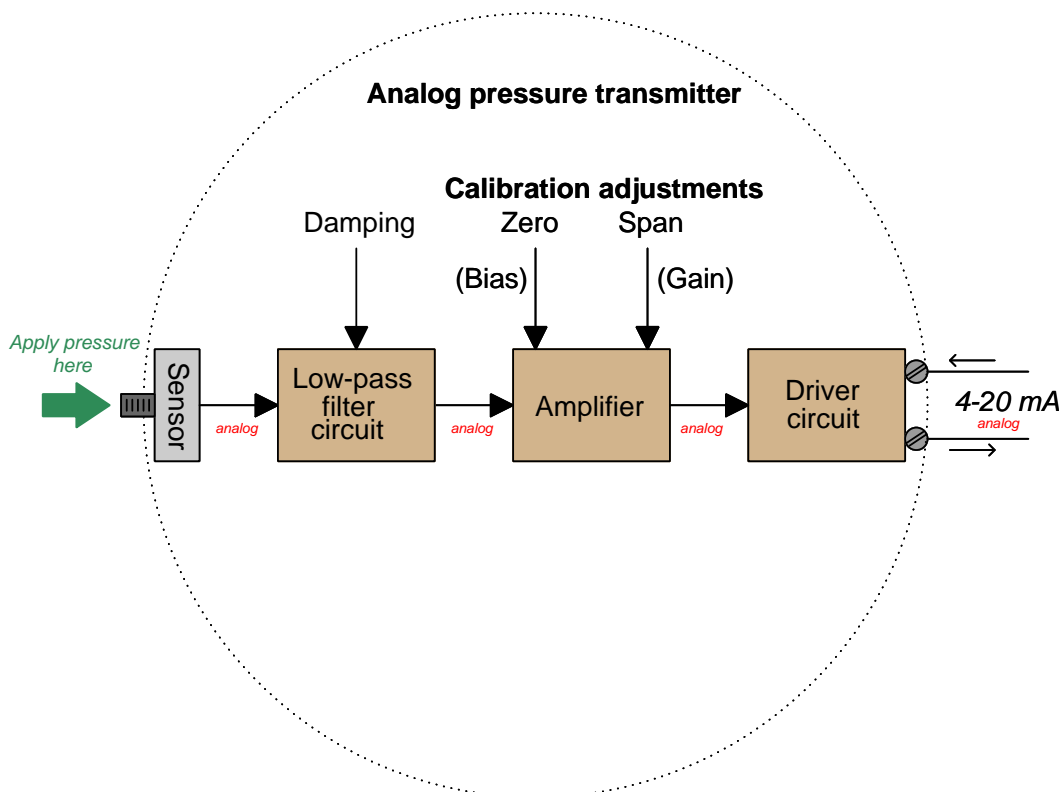 Analog pressure transmitter
Calibration adjustments
Damping
Zero
Span
(Bias)
(Gain)
Apply pressure
here
Sensor
analog
Low-pass
filter
circuit
analog
Amplifier
analog
Driver
circuit
4-20 mA
analog